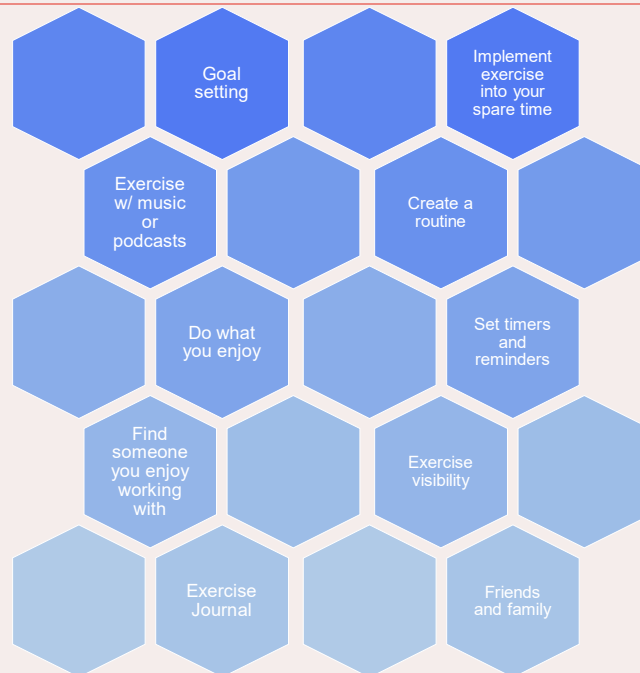 Goal
setting
Implement
exercise
into your
spare time
Exercise
w/ music
or
podcasts
Create a
routine
Do what
you enjoy
Set timers
and
reminders
Find
someone
you enjoy
working
with
Exercise
visibility
Exercise
Journal
Friends
and family